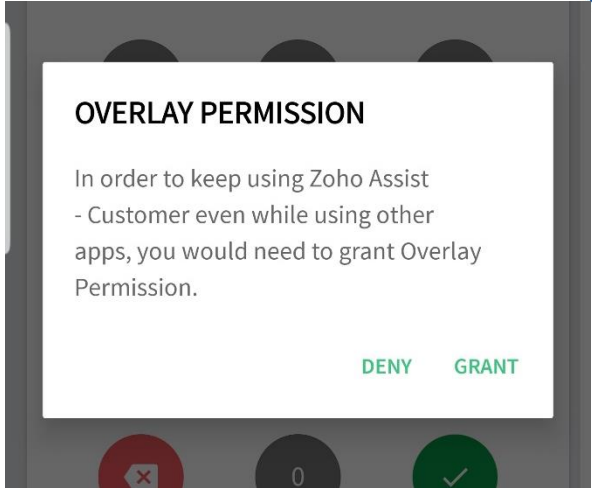 OVERLAY PERMISSION
In order to keep using Zoho Assist
- Customer even while using other
apps, you would need to grant Overlay
Permission.
DENY GRANT
0